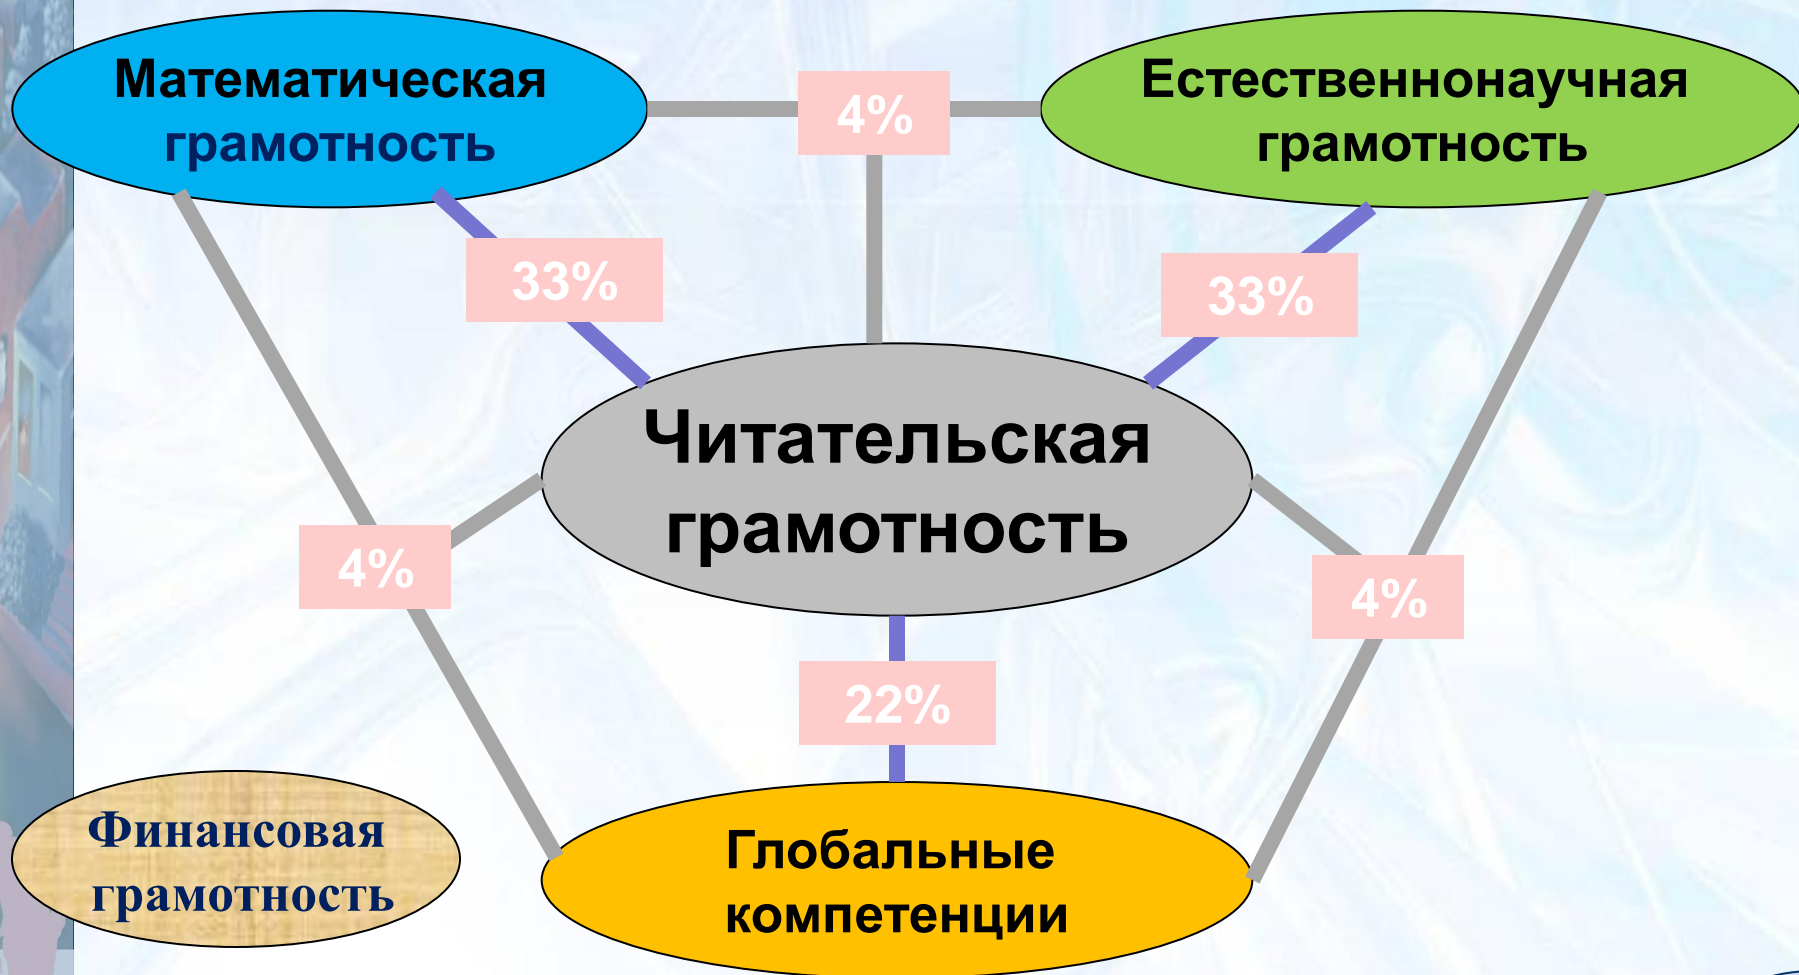 Математическая
грамотность
4%
Естественнонаучная
грамотность
33%
33%
Читательская
грамотность
4%
4%
22%
Финансовая
грамотность
Глобальные
компетенции